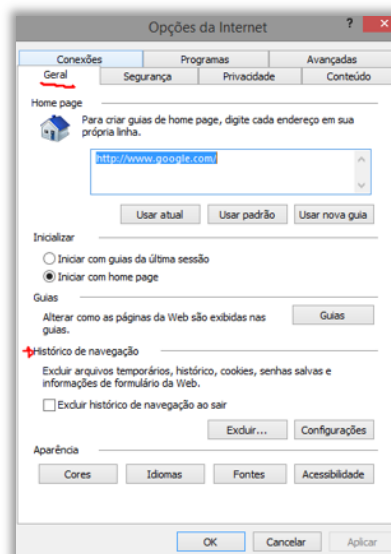 Opções da Internet
?
Conexões Programas Avançadas
Geral Segurança Privacidade Conteúdo
Home page
Para criar guias de home page, digite cada endereço em sua
própria linha.
http://www.google.com/
Usar atual Usar padrão Usar nova guia
Inicializar
Iniciar com guias da última sessão
Iniciar com home page
Guias
Alterar como as páginas da Web são exibidas nas
guias.
Guias
Histórico de navegação
Excluir arquivos temporários, histórico, cookies, senhas salvas e
informações de formulário da Web.
Excluir histórico de navegação ao sair
Excluir... Configurações
Aparência
Cores Idiomas Fontes Acessibilidade
OK Cancelar Aplicar